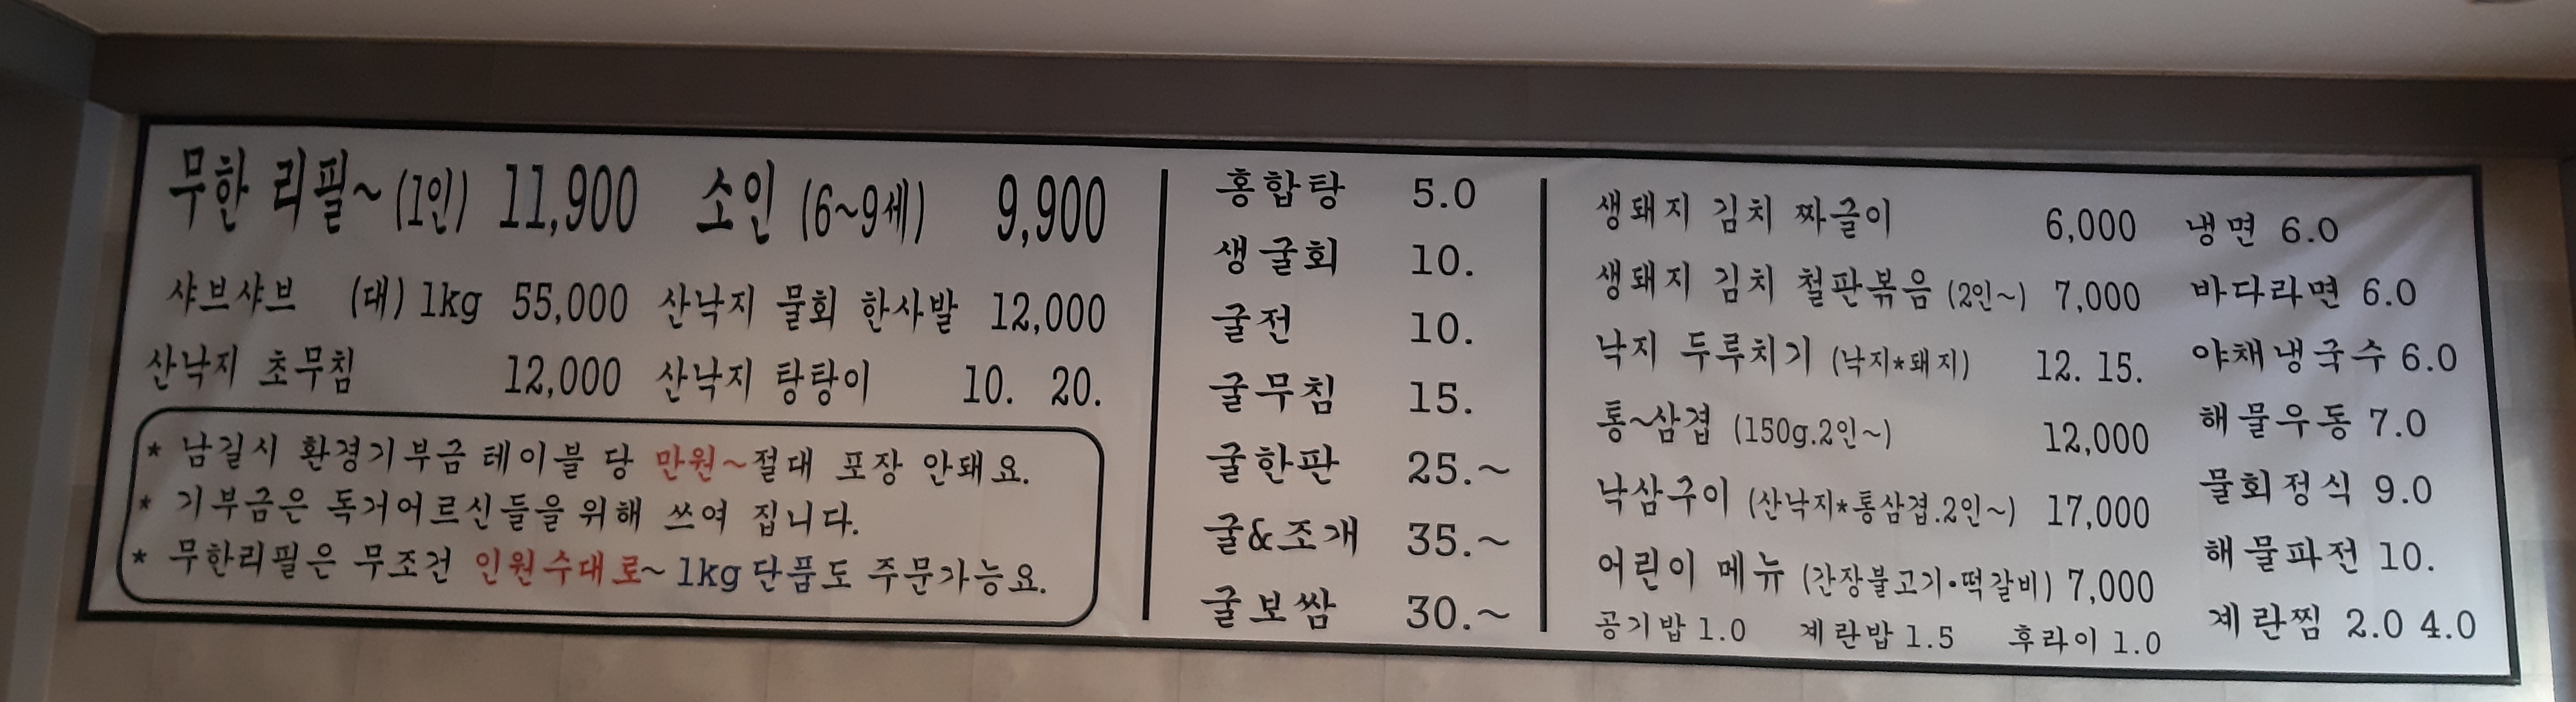 무한 리필~(1인) 11,900 소인 (6~9세) 9,900
샤브샤브 (대) 1kg 55,000 산낙지 물회 한사발 12,000
산낙지 초무침 12,000 산낙지 탕탕이 10. 20.
* 남길시 환경기부금 테이블 당 만원~절대 포장 안돼요.
* 기부금은 독거어르신들을 위해 쓰여 집니다.
* 무한리필은 무조건 인원수대로~ 1kg 단품도 주문가능요.
홍합탕 5.0
생굴회 10.
굴전 10.
굴무침 15.
굴한판 25.~
굴&조개 35.~
굴보쌈 30.~
생돼지 김치 짜글이 6,000
생돼지 김치 철판볶음 (2인~) 7,000
낙지 두루치기 (낙지*돼지) 12. 15.
통~삼겹 (150g.2인~) 12,000
낙삼구이 (산낙지*통삼겹.2인~) 17,000
어린이 메뉴 (간장불고기·떡갈비) 7,000
공기밥 1.0 계란밥 1.5 후라이 1.0
냉면 6.0
바다라면 6.0
야채냉국수 6.0
해물우동 7.0
물회정식 9.0
해물파전 10.
계란찜 2.0 4.0